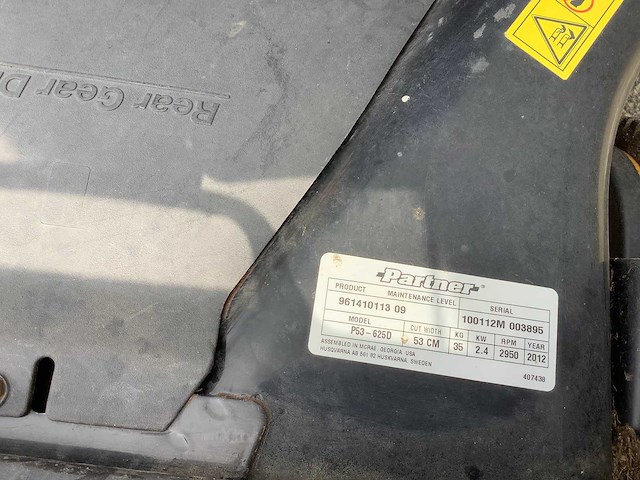 Rear Gear D
Partner
PRODUCT MAINTENANCE LEVEL SERIAL
961410113 09 100112M 003895
MODEL CUT WIDTH KG KW RPM YEAR
P53-625D 53 CM 35 2.4 2950 2012
ASSEMBLED IN MCRAE, GEORGIA USA
HUSQVARNA AB 561 82 HUSKVARNA, SWEDEN
407438